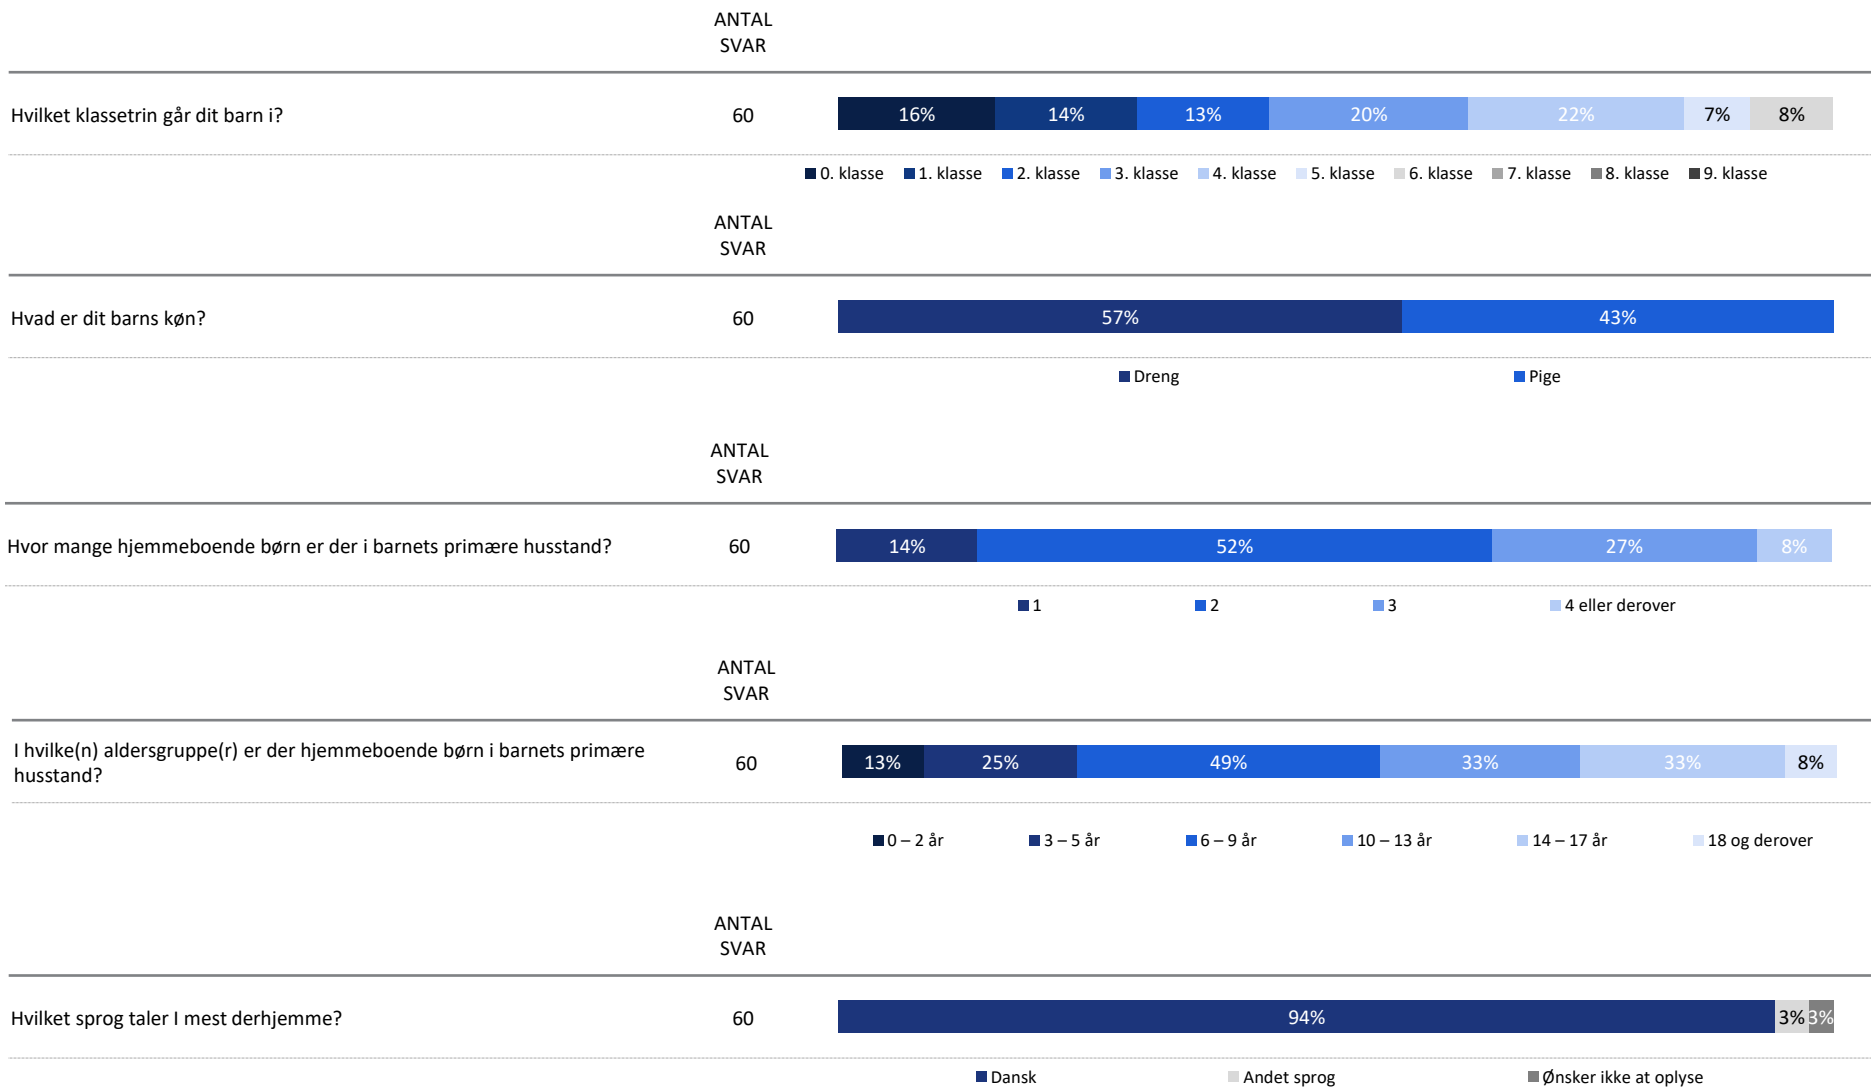 ANTAL
SVAR
Hvilket klassetrin går dit barn i?
60
16% 14% 13% 20% 22% 7% 8%
0. klasse 1. klasse 2. klasse 3. klasse 4. klasse 5. klasse 6. klasse 7. klasse 8. klasse 9. klasse
ANTAL
SVAR
Hvad er dit barns køn?
60
57% 43%
Dreng Pige
ANTAL
SVAR
Hvor mange hjemmeboende børn er der i barnets primære husstand?
60
14% 52% 27% 8%
1 2 3 4 eller derover
ANTAL
SVAR
I hvilke(n) aldersgruppe(r) er der hjemmeboende børn i barnets primære
husstand?
60
13% 25% 49% 33% 33% 8%
0 – 2 år 3 – 5 år 6 – 9 år 10 – 13 år 14 – 17 år 18 og derover
ANTAL
SVAR
Hvilket sprog taler I mest derhjemme?
60
94% 3% 3%
Dansk Andet sprog Ønsker ikke at oplyse